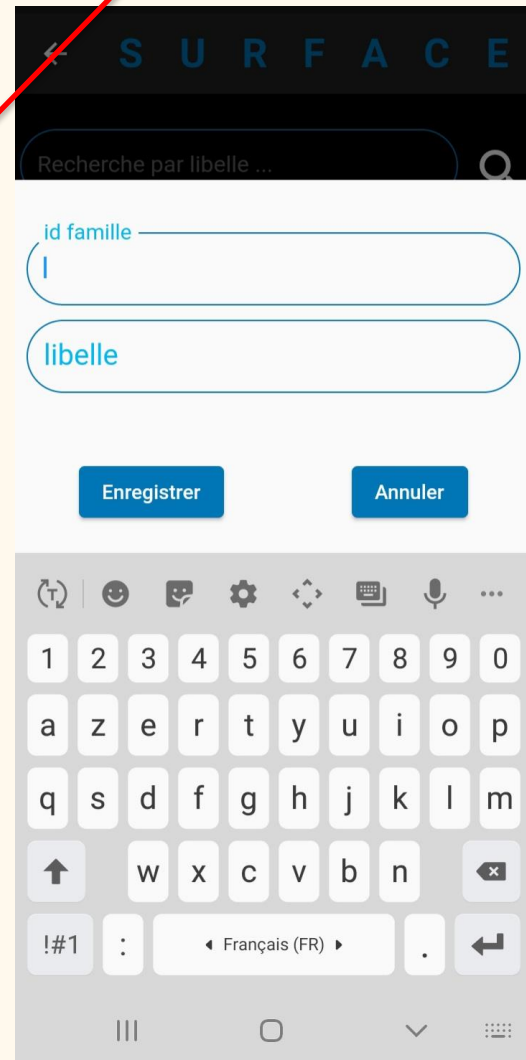 S U R F A C E
Recherche par libelle ...
id famille
libelle
Enregistrer Annuler
1 2 3 4 5 6 7 8 9 0
a z e r t y u i o p
q s d f g h j k l m
w x c v b n
!#1 : Français (FR) .